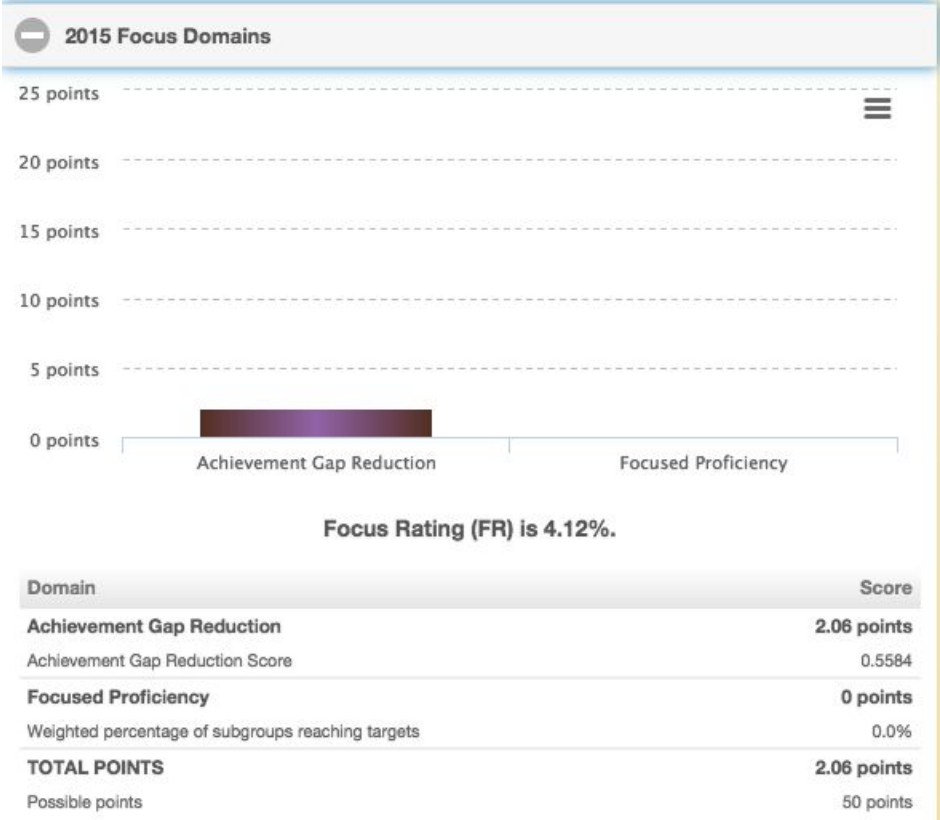 2015 Focus Domains
25 points
20 points
15 points
10 points
5 points
0 points
Achievement Gap Reduction Focused Proficiency
Focus Rating (FR) is 4.12%.
Domain Score
Achievement Gap Reduction 2.06 points
Achievement Gap Reduction Score 0.5584
Focused Proficiency 0 points
Weighted percentage of subgroups reaching targets 0.0%
TOTAL POINTS 2.06 points
Possible points 50 points